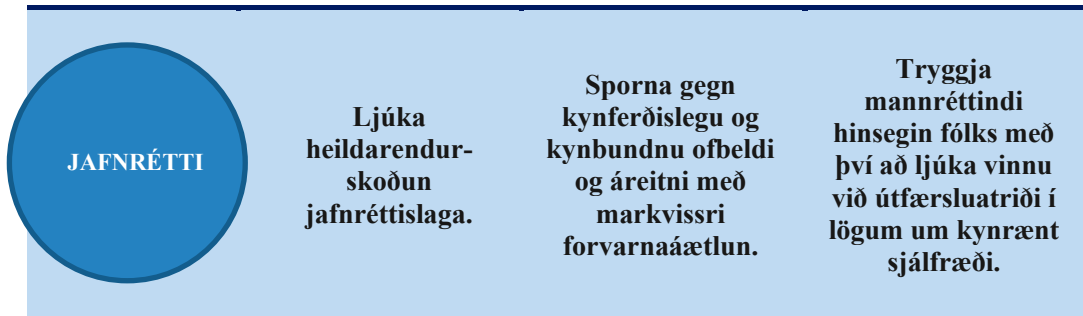 JAFNRÉTTI
Ljúka
heildarendur-
skoðun
jafnréttislaga.
Sporna gegn
kynferðislegu og
kynbundnu ofbeldi
og áreitni með
markvissri
forvarnaáætlun.
Tryggja
mannréttindi
hinsegin fólks með
því að ljúka vinnu
við útfærsluatriði í
lögum um kynrænt
sjálfræði.